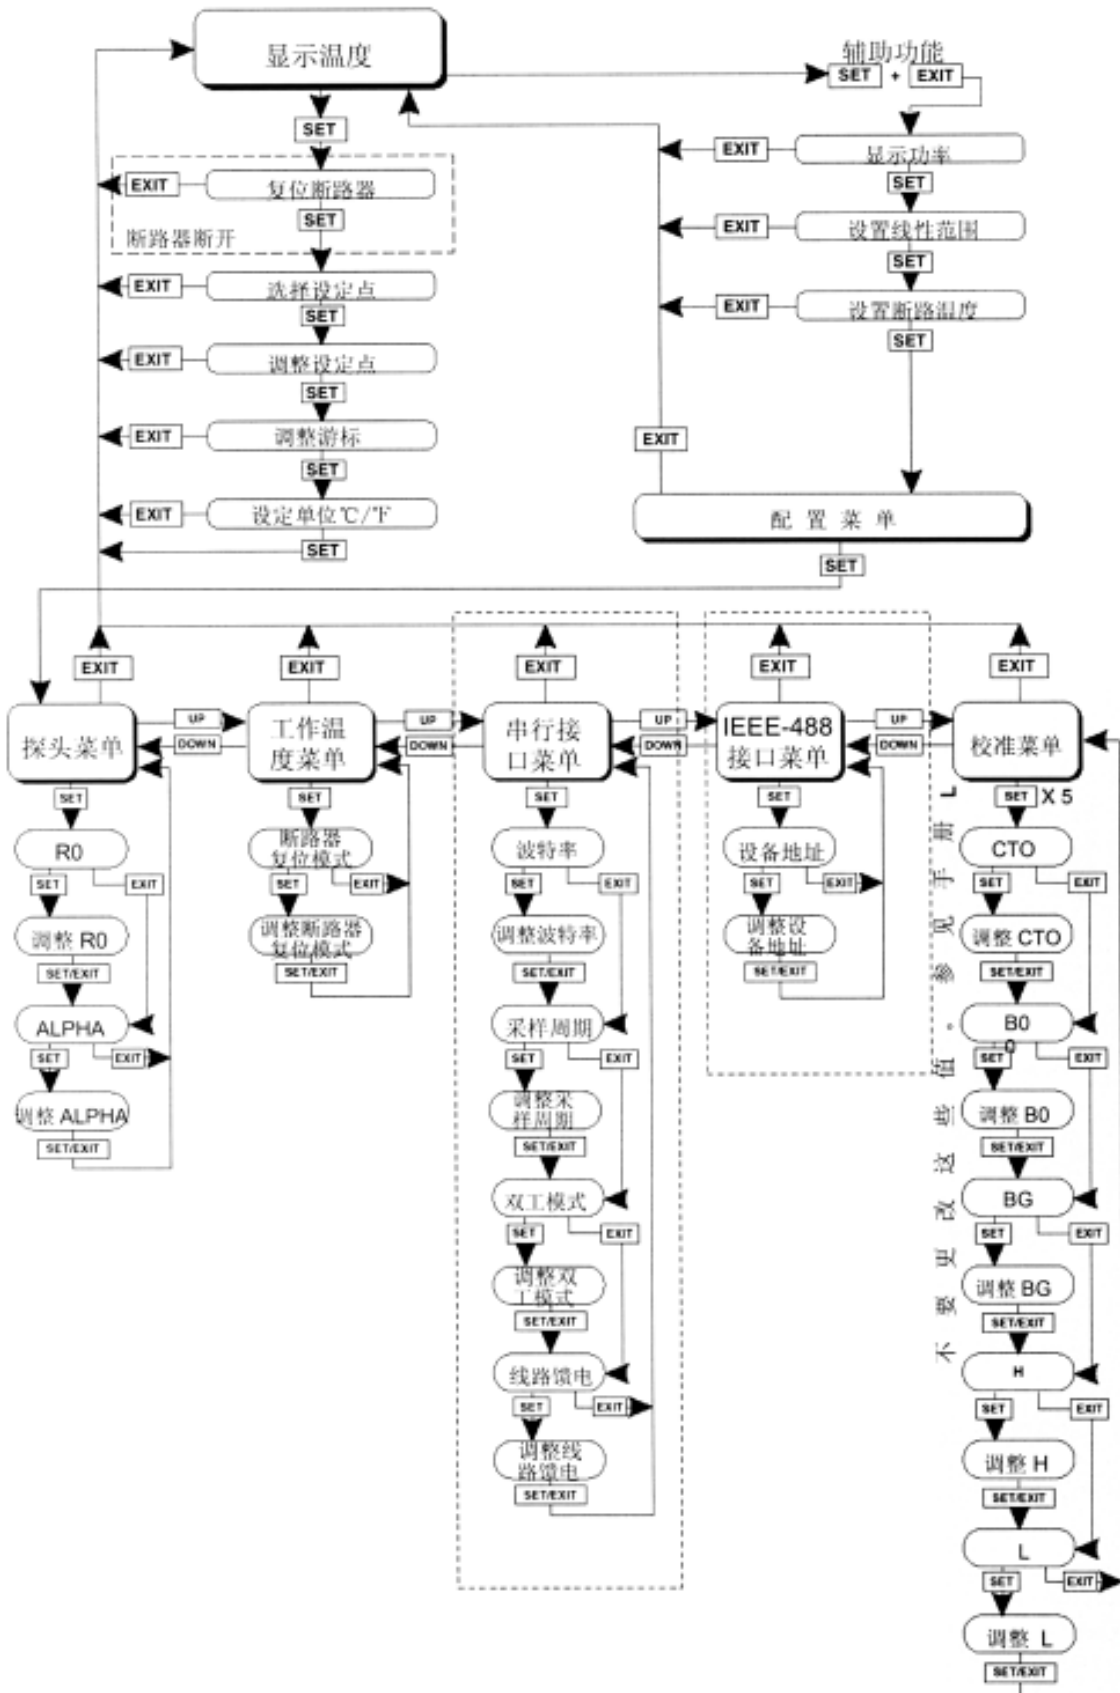 显示温度
辅助功能
SET + EXIT
SET
EXIT
显示功率
EXIT
复位断路器
SET
SET
断路器断开
EXIT
设置线性范围
SET
EXIT
选择设定点
SET
EXIT
设置断路温度
SET
EXIT
调整设定点
SET
EXIT
调整游标
SET
EXIT
EXIT
设定单位℃/℉
SET
配置菜单
SET
EXIT
EXIT
EXIT
EXIT
EXIT
探头菜单
UP
DOWN
工作温
度菜单
UP
DOWN
串行接
口菜单
UP
DOWN
IEEE-488
接口菜单
UP
DOWN
校准菜单
SET
R0
SET
EXIT
调整 R0
SET/EXIT
ALPHA
SET
EXIT
调整 ALPHA
SET/EXIT
SET
断路器
复位模式
SET
EXIT
调整断路器
复位模式
SET/EXIT
SET
波特率
SET
EXIT
调整波特率
SET/EXIT
采样周期
SET
EXIT
调整采
样周期
SET/EXIT
双工模式
SET
EXIT
调整双
工模式
SET/EXIT
线路馈电
SET
EXIT
调整线
路馈电
SET/EXIT
SET
设备地址
SET
EXIT
调整设
备地址
SET/EXIT
不要更改这些值。参见手册 L
SET X 5
CTO
SET
EXIT
调整 CTO
SET/EXIT
B0
0
SET
EXIT
调整 B0
SET/EXIT
BG
SET
EXIT
调整 BG
SET/EXIT
H
SET
EXIT
调整 H
SET/EXIT
L
SET
EXIT
调整 L
SET/EXIT